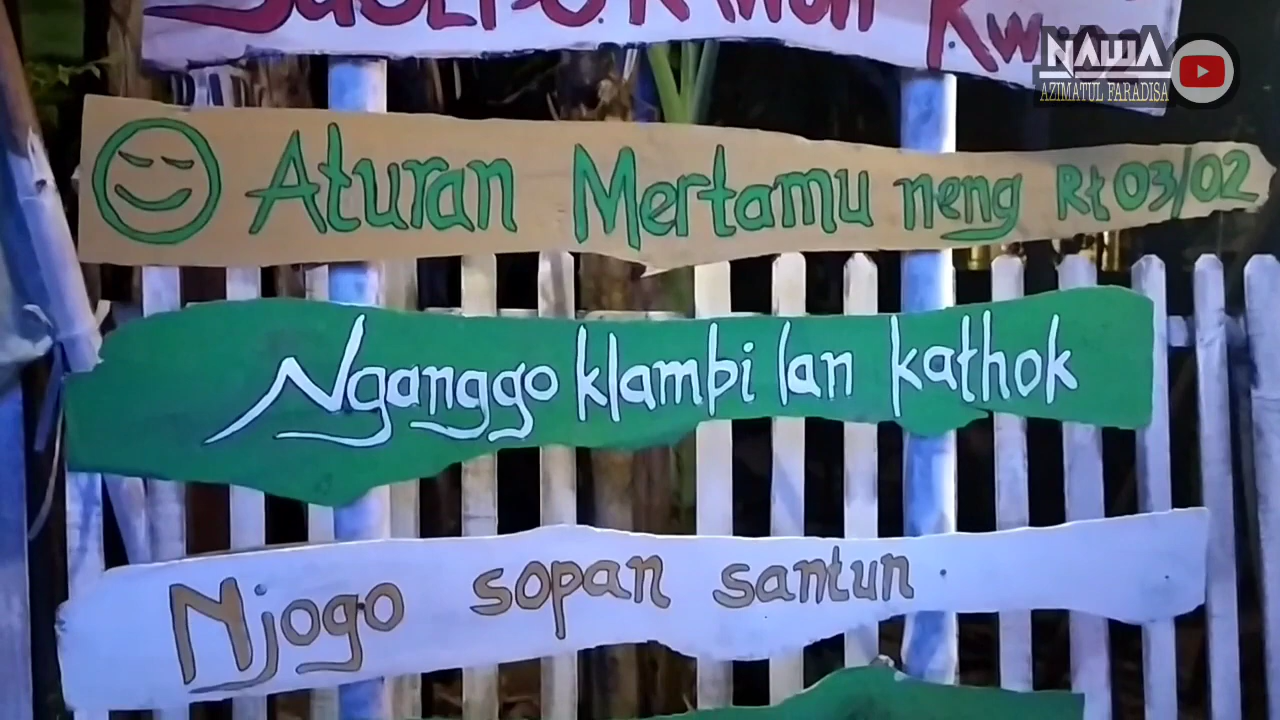 NAWA
AZIMATUL FARADISA
Aturan Mertamu neng Rt 03/02
Nganggo klambi lan kathok
Njogo sopan santun